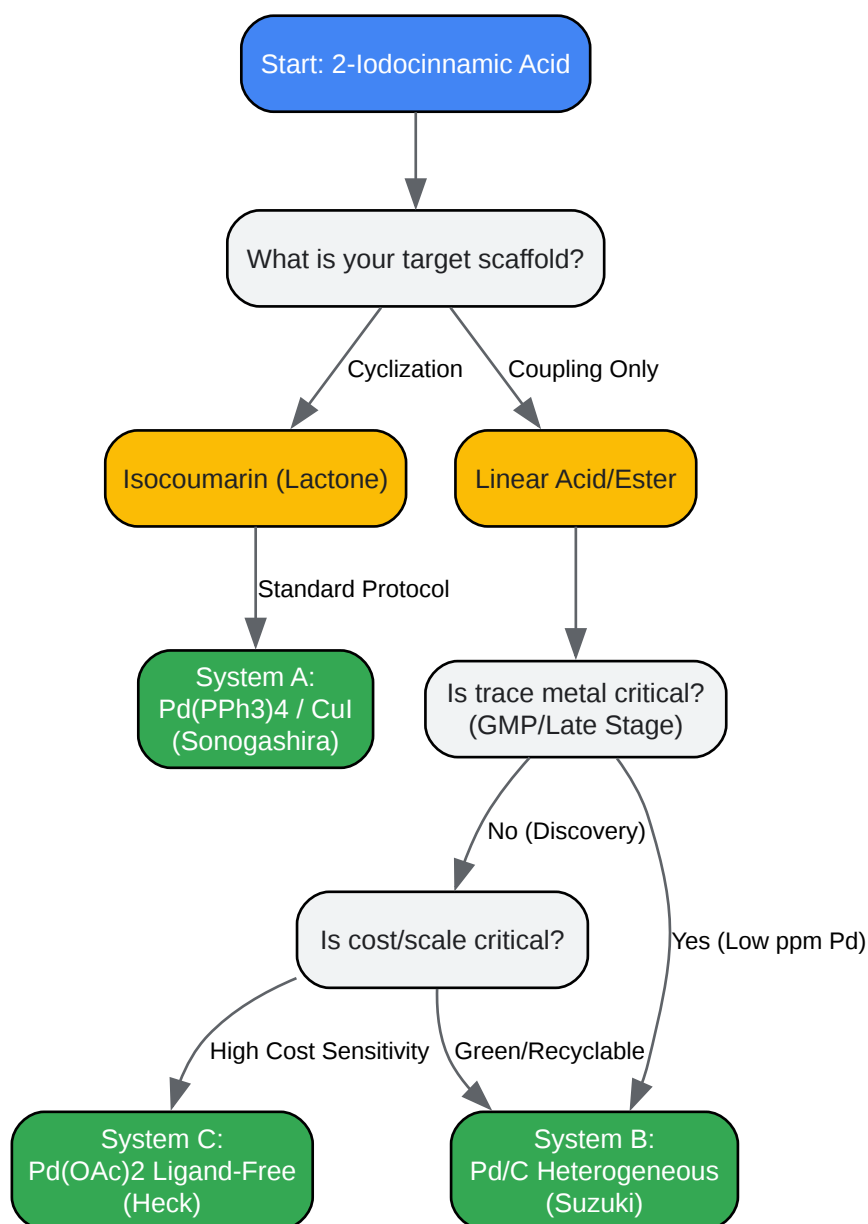 Start: 2-Iodocinnamic Acid
What is your target scaffold?
Cyclization
Coupling Only
Isocoumarin (Lactone)
Linear Acid/Ester
Standard Protocol
System A:
Pd(PPh3)4 / CuI
(Sonogashira)
Is trace metal critical?
(GMP/Late Stage)
No (Discovery)
Is cost/scale critical?
Yes (Low ppm Pd)
High Cost Sensitivity
Green/Recyclable
System C:
Pd(OAc)2 Ligand-Free
(Heck)
System B:
Pd/C Heterogeneous
(Suzuki)